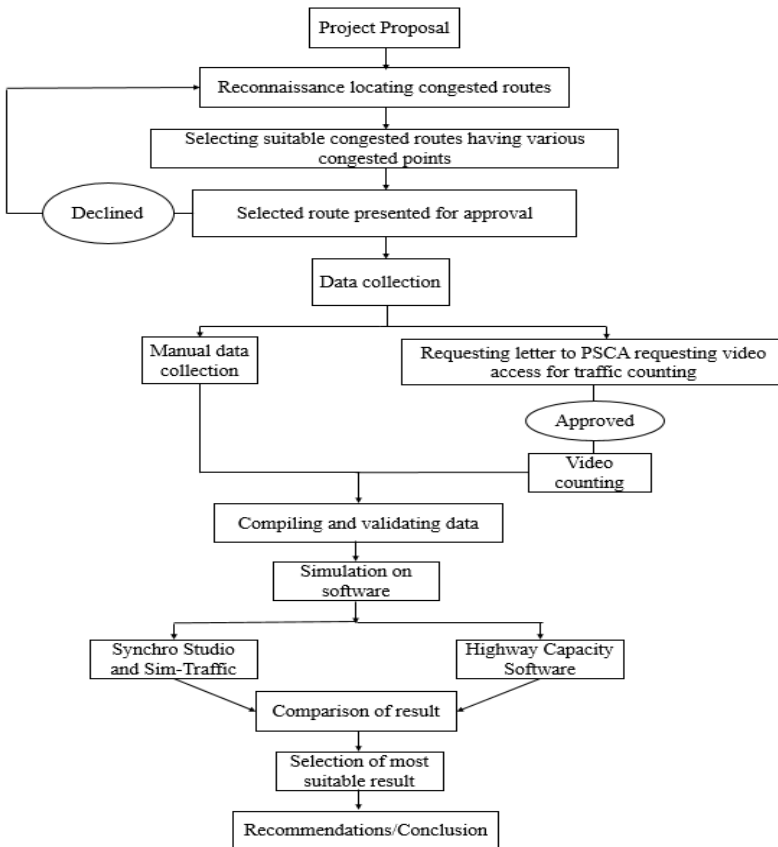 Project Proposal
Reconnaissance locating congested routes
Selecting suitable congested routes having various
congested points
Declined
Selected route presented for approval
Data collection
Manual data
collection
Requesting letter to PSCA requesting video
access for traffic counting
Approved
Video
counting
Compiling and validating data
Simulation on
software
Synchro Studio
and Sim-Traffic
Highway Capacity
Software
Comparison of result
Selection of most
suitable result
Recommendations/Conclusion